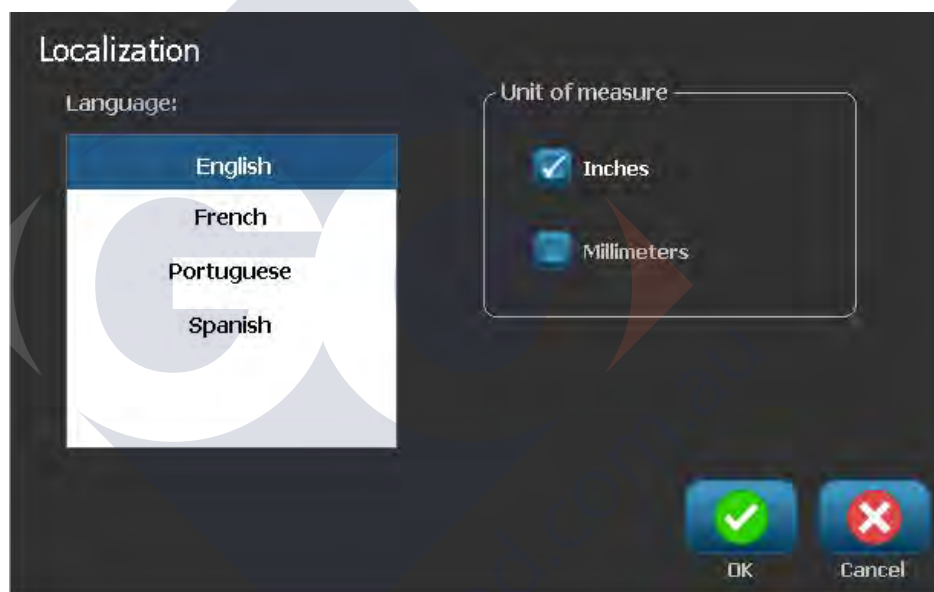 Localization
Language:
English
French
Portuguese
Spanish
Unit of measure
Inches
Millimeters
OK
Cancel